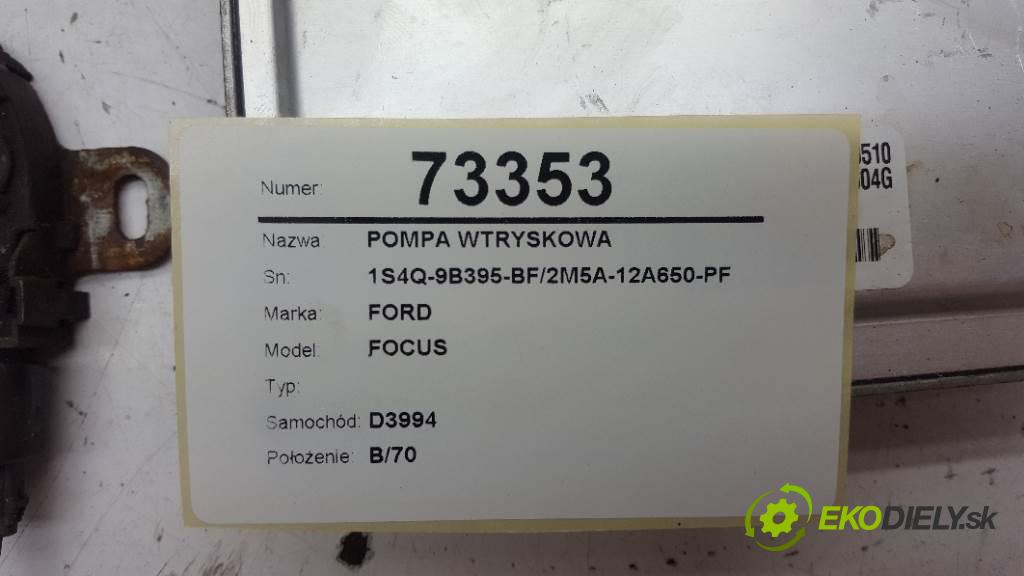 Numer: 73353
Nazwa: POMPA WTRYSKOWA
Sn: 1S4Q-9B395-BF/2M5A-12A650-PF
Marka: FORD
Model: FOCUS
Typ:
Samochód: D3994
Położenie: B/70
510
04G
EKODIELY.sk